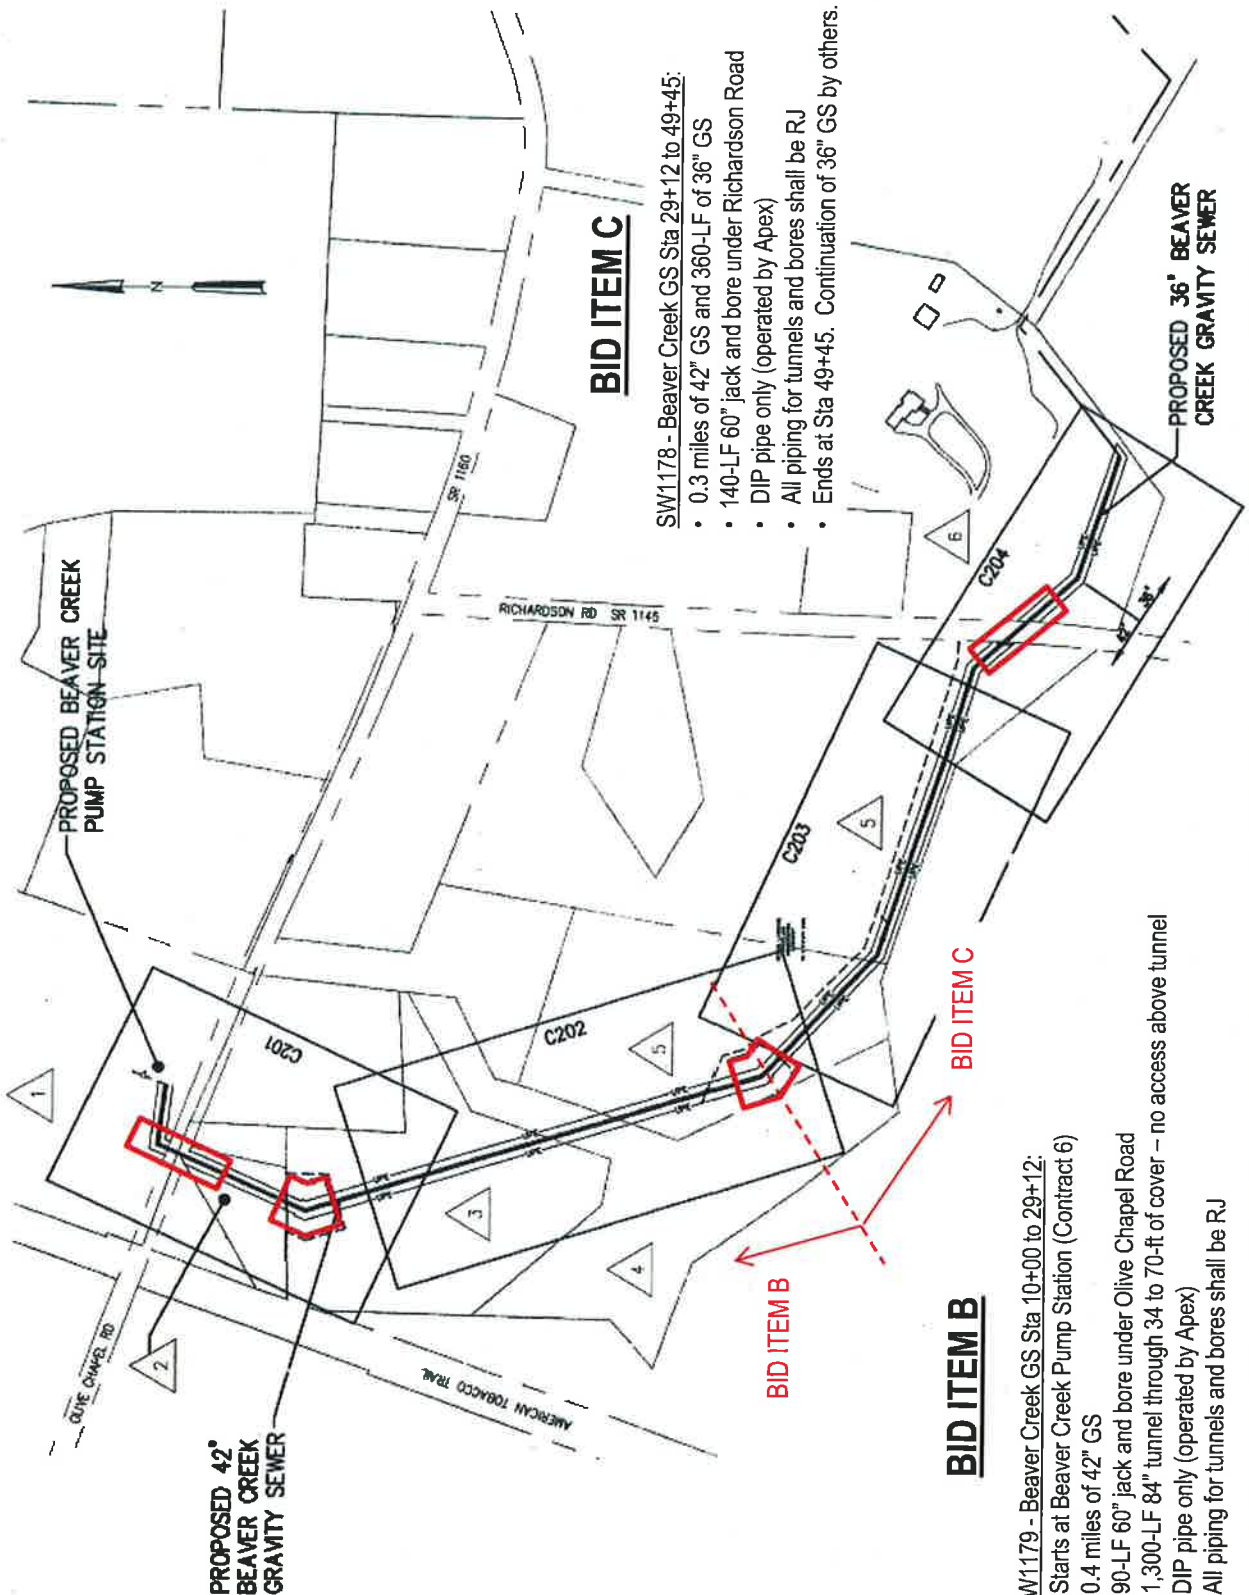 PROPOSED BEAVER CREEK
PUMP STATION SITE
N
SR 1160
RICHARDSON RD SR 1145
OLIVE CHAPEL RD
AMERICAN TOBACCO TRAIL
PROPOSED 42"
BEAVER CREEK
GRAVITY SEWER
PROPOSED 36" BEAVER
CREEK GRAVITY SEWER
C201
C202
C203
C204
1
2
3
4
5
5
6
42"
36"
BID ITEM B
BID ITEM C
BID ITEM C
SW1178 - Beaver Creek GS Sta 29+12 to 49+45:
• 0.3 miles of 42" GS and 360-LF of 36" GS
• 140-LF 60" jack and bore under Richardson Road
• DIP pipe only (operated by Apex)
• All piping for tunnels and bores shall be RJ
• Ends at Sta 49+45. Continuation of 36" GS by others.
BID ITEM B
W1179 - Beaver Creek GS Sta 10+00 to 29+12:
Starts at Beaver Creek Pump Station (Contract 6)
0.4 miles of 42" GS
90-LF 60" jack and bore under Olive Chapel Road
1,300-LF 84" tunnel through 34 to 70-ft of cover – no access above tunnel
DIP pipe only (operated by Apex)
All piping for tunnels and bores shall be RJ